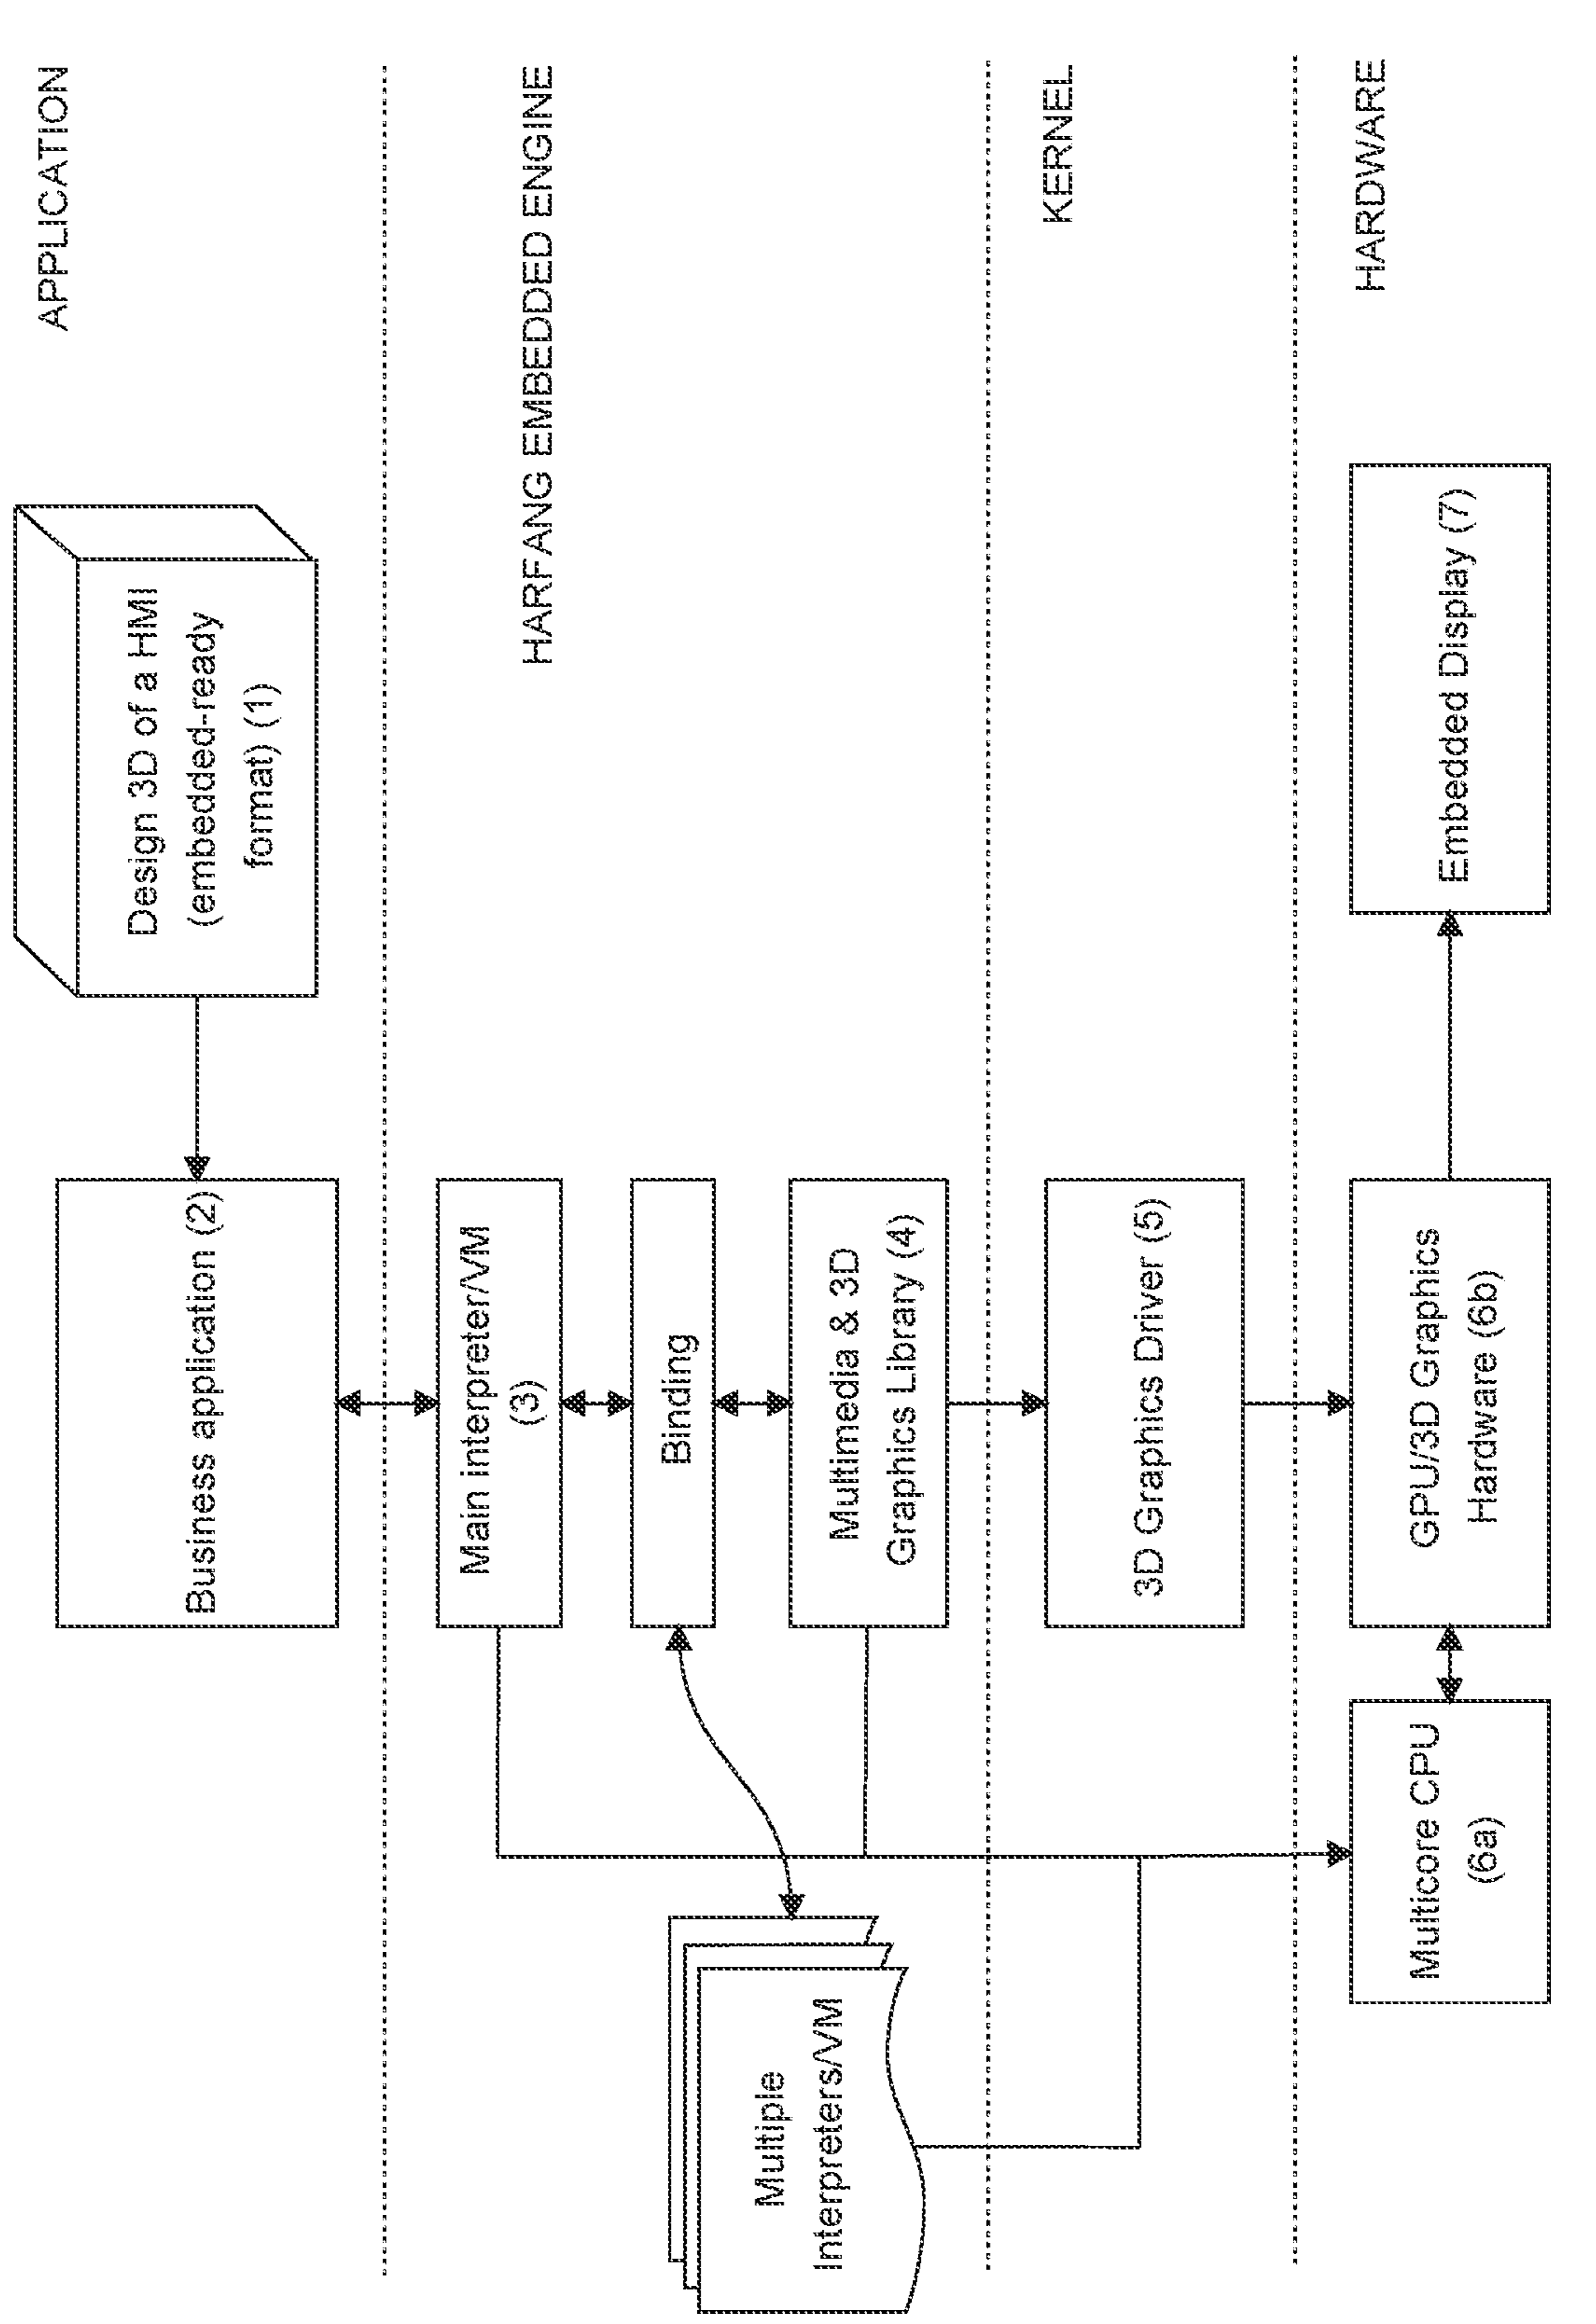 APPLICATION
Design 3D of a HMI
(embedded-ready
format) (1)
Business application (2)
HARFANG EMBEDDED ENGINE
Main interpreter/VM
(3)
Binding
Multimedia & 3D
Graphics Library (4)
Multiple
Interpreters/VM
KERNEL
3D Graphics Driver (5)
HARDWARE
Multicore CPU
(6a)
GPU/3D Graphics
Hardware (6b)
Embedded Display (7)